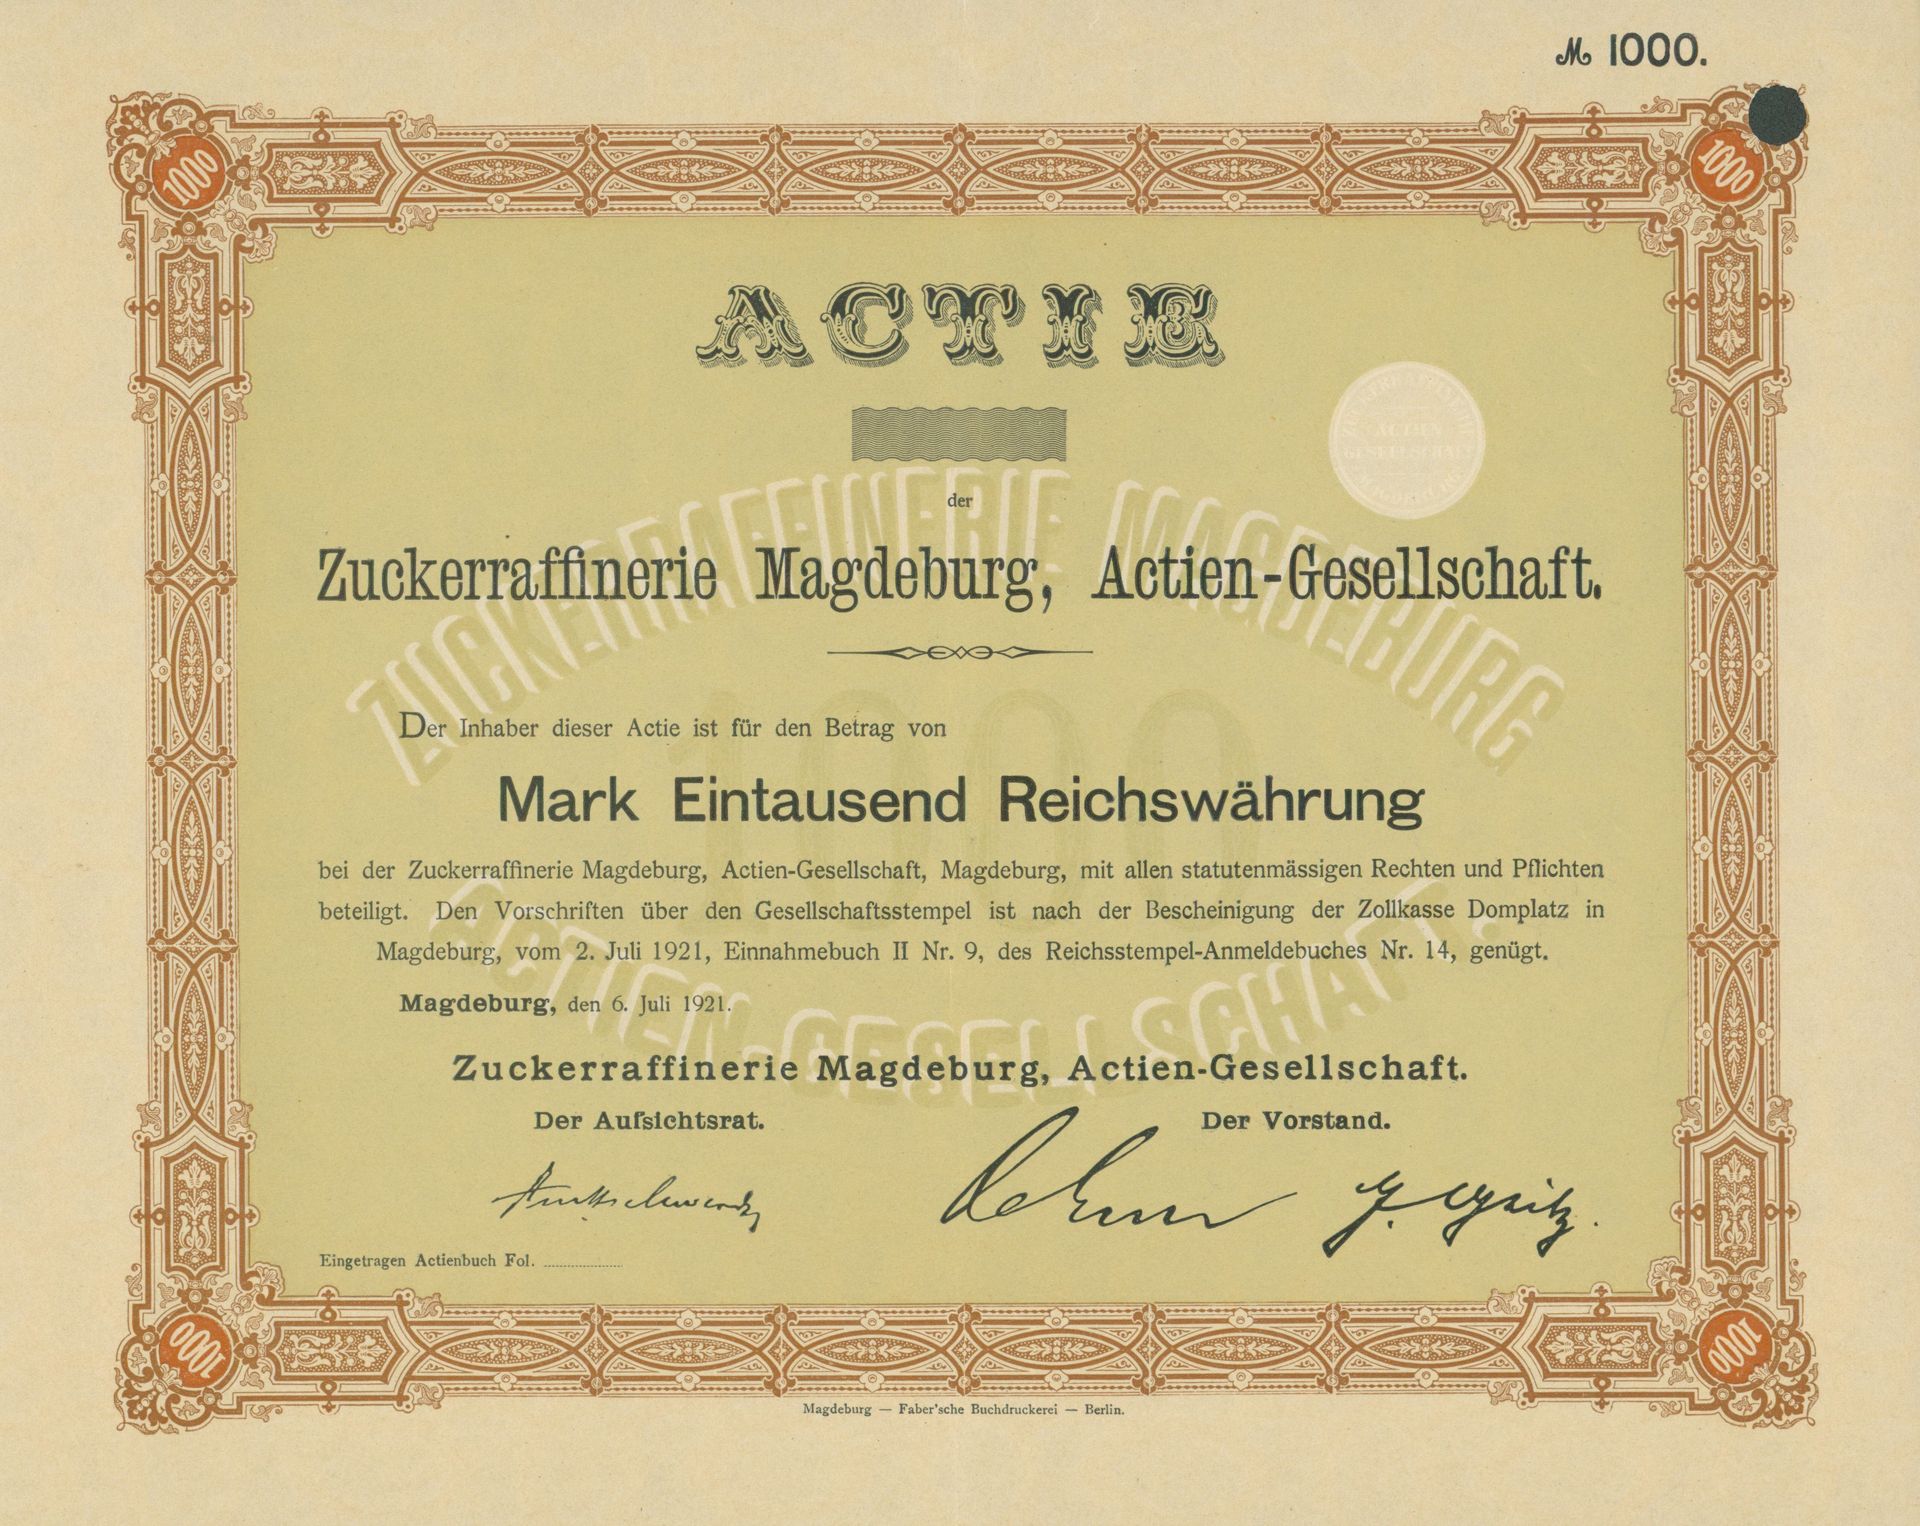 ℳ 1000.
1000
1000
ACTIE
ACTIEN
GESELLSCHAFT
MAGDEBURG
der
ZUCKERRAFFINERIE MAGDEBURG
Zuckerraffinerie Magdeburg, Actien-Gesellschaft.
1000
Der Inhaber dieser Actie ist für den Betrag von
Mark Eintausend Reichswährung
bei der Zuckerraffinerie Magdeburg, Actien-Gesellschaft, Magdeburg, mit allen statutenmässigen Rechten und Pflichten
beteiligt. Den Vorschriften über den Gesellschaftsstempel ist nach der Bescheinigung der Zollkasse Domplatz in
Magdeburg, vom 2. Juli 1921, Einnahmebuch II Nr. 9, des Reichsstempel-Anmeldebuches Nr. 14, genügt.
ACTIEN-GESELLSCHAFT.
Magdeburg, den 6. Juli 1921.
Zuckerraffinerie Magdeburg, Actien-Gesellschaft.
Der Aufsichtsrat. Der Vorstand.
Eingetragen Actienbuch Fol.
1000
1000
Magdeburg — Faber'sche Buchdruckerei — Berlin.